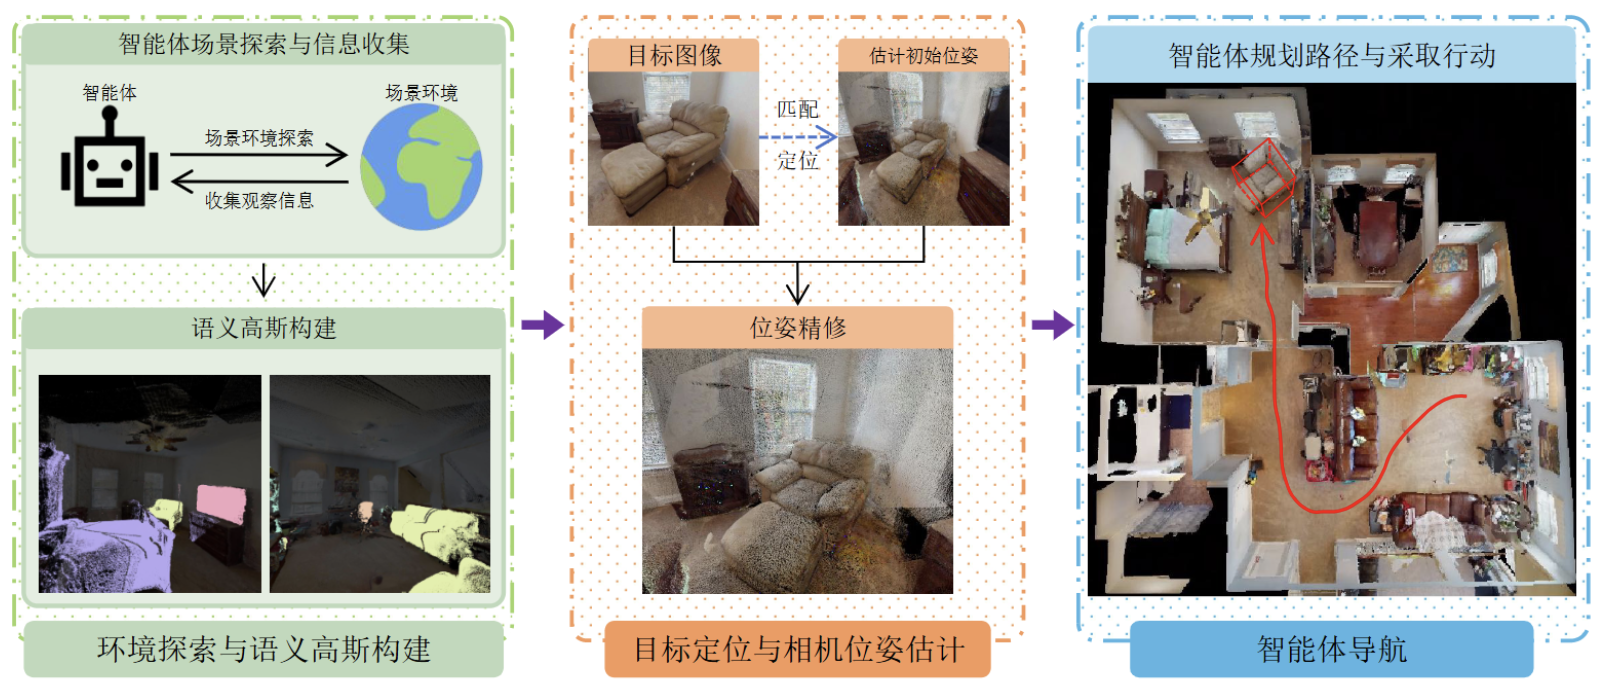 智能体场景探索与信息收集
智能体
场景环境
场景环境探索
收集观察信息
语义高斯构建
环境探索与语义高斯构建
目标图像
估计初始位姿
匹配
定位
位姿精修
目标定位与相机位姿估计
智能体规划路径与采取行动
智能体导航